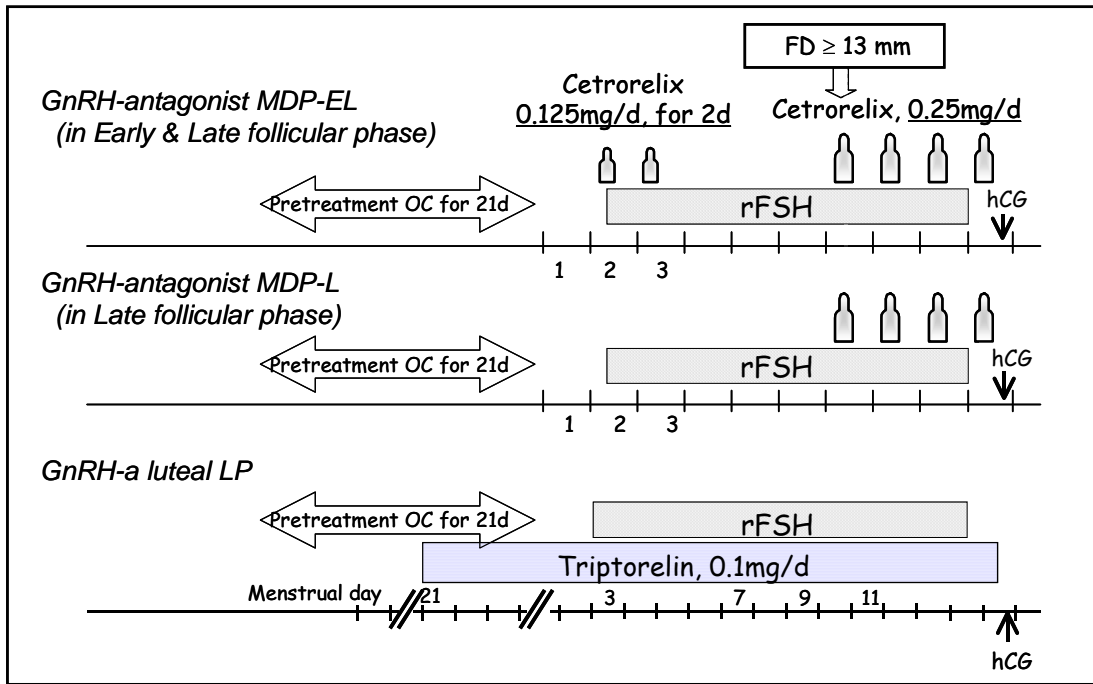 FD ≥ 13 mm
Cetrorelix
0.125mg/d, for 2d
Cetrorelix, 0.25mg/d
GnRH-antagonist MDP-EL
(in Early & Late follicular phase)
Pretreatment OC for 21d
rFSH
hCG
1 2 3
GnRH-antagonist MDP-L
(in Late follicular phase)
Pretreatment OC for 21d
rFSH
hCG
1 2 3
GnRH-a luteal LP
Pretreatment OC for 21d
rFSH
Triptorelin, 0.1mg/d
Menstrual day 21 3 7 9 11
hCG